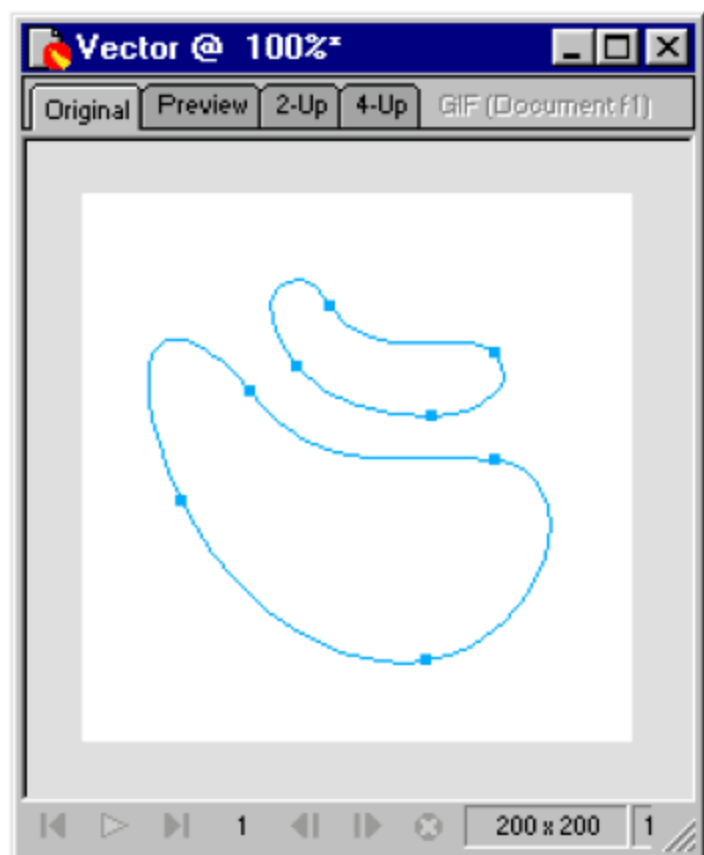 Vector @ 100%*
Original Preview 2-Up 4-Up GIF (Document f1)
1 200 x 200 1